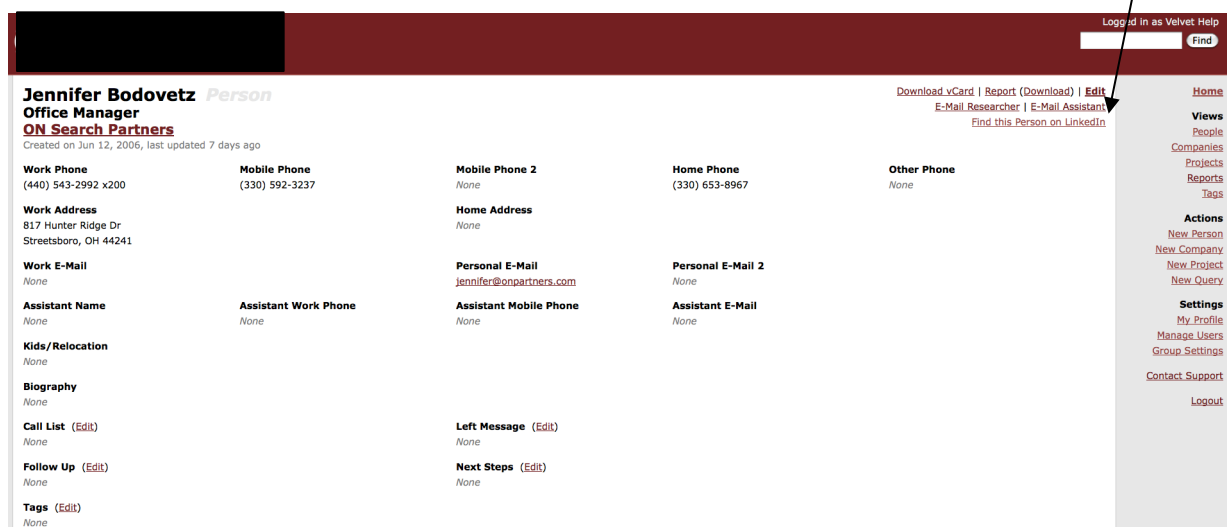 Logged in as Velvet Help
Find
Jennifer Bodovetz Person
Office Manager
ON Search Partners
Created on Jun 12, 2006, last updated 7 days ago
Download vCard | Report (Download) | Edit
E-Mail Researcher | E-Mail Assistant
Find this Person on LinkedIn
Work Phone Mobile Phone Mobile Phone 2 Home Phone Other Phone
(440) 543-2992 x200 (330) 592-3237 None (330) 653-8967 None
Work Address Home Address
817 Hunter Ridge Dr None
Streetsboro, OH 44241
Work E-Mail Personal E-Mail Personal E-Mail 2
None jennifer@onpartners.com None
Assistant Name Assistant Work Phone Assistant Mobile Phone Assistant E-Mail
None None None None
Kids/Relocation
None
Biography
None
Call List (Edit) Left Message (Edit)
None None
Follow Up (Edit) Next Steps (Edit)
None None
Tags (Edit)
None
Home
Views
People
Companies
Projects
Reports
Tags
Actions
New Person
New Company
New Project
New Query
Settings
My Profile
Manage Users
Group Settings
Contact Support
Logout